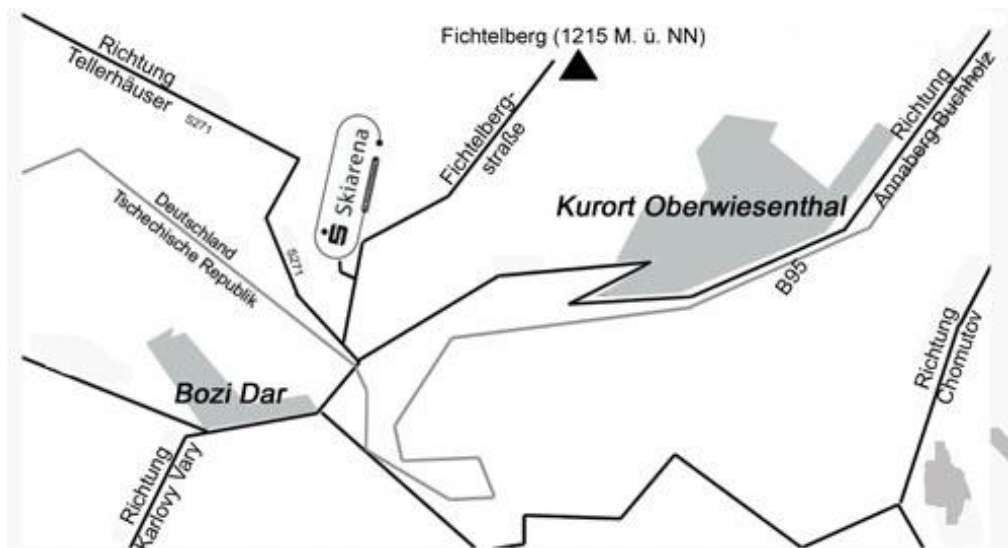 Fichtelberg (1215 M. ü. NN)
Richtung
Tellerhäuser
S271
Fichtelberg-
straße
Skiarena
Richtung
Annaberg-Buchholz
Kurort Oberwiesenthal
Deutschland
Tschechische Republik
S271
B95
Richtung
Chomutov
Bozi Dar
Richtung
Karlovy Vary